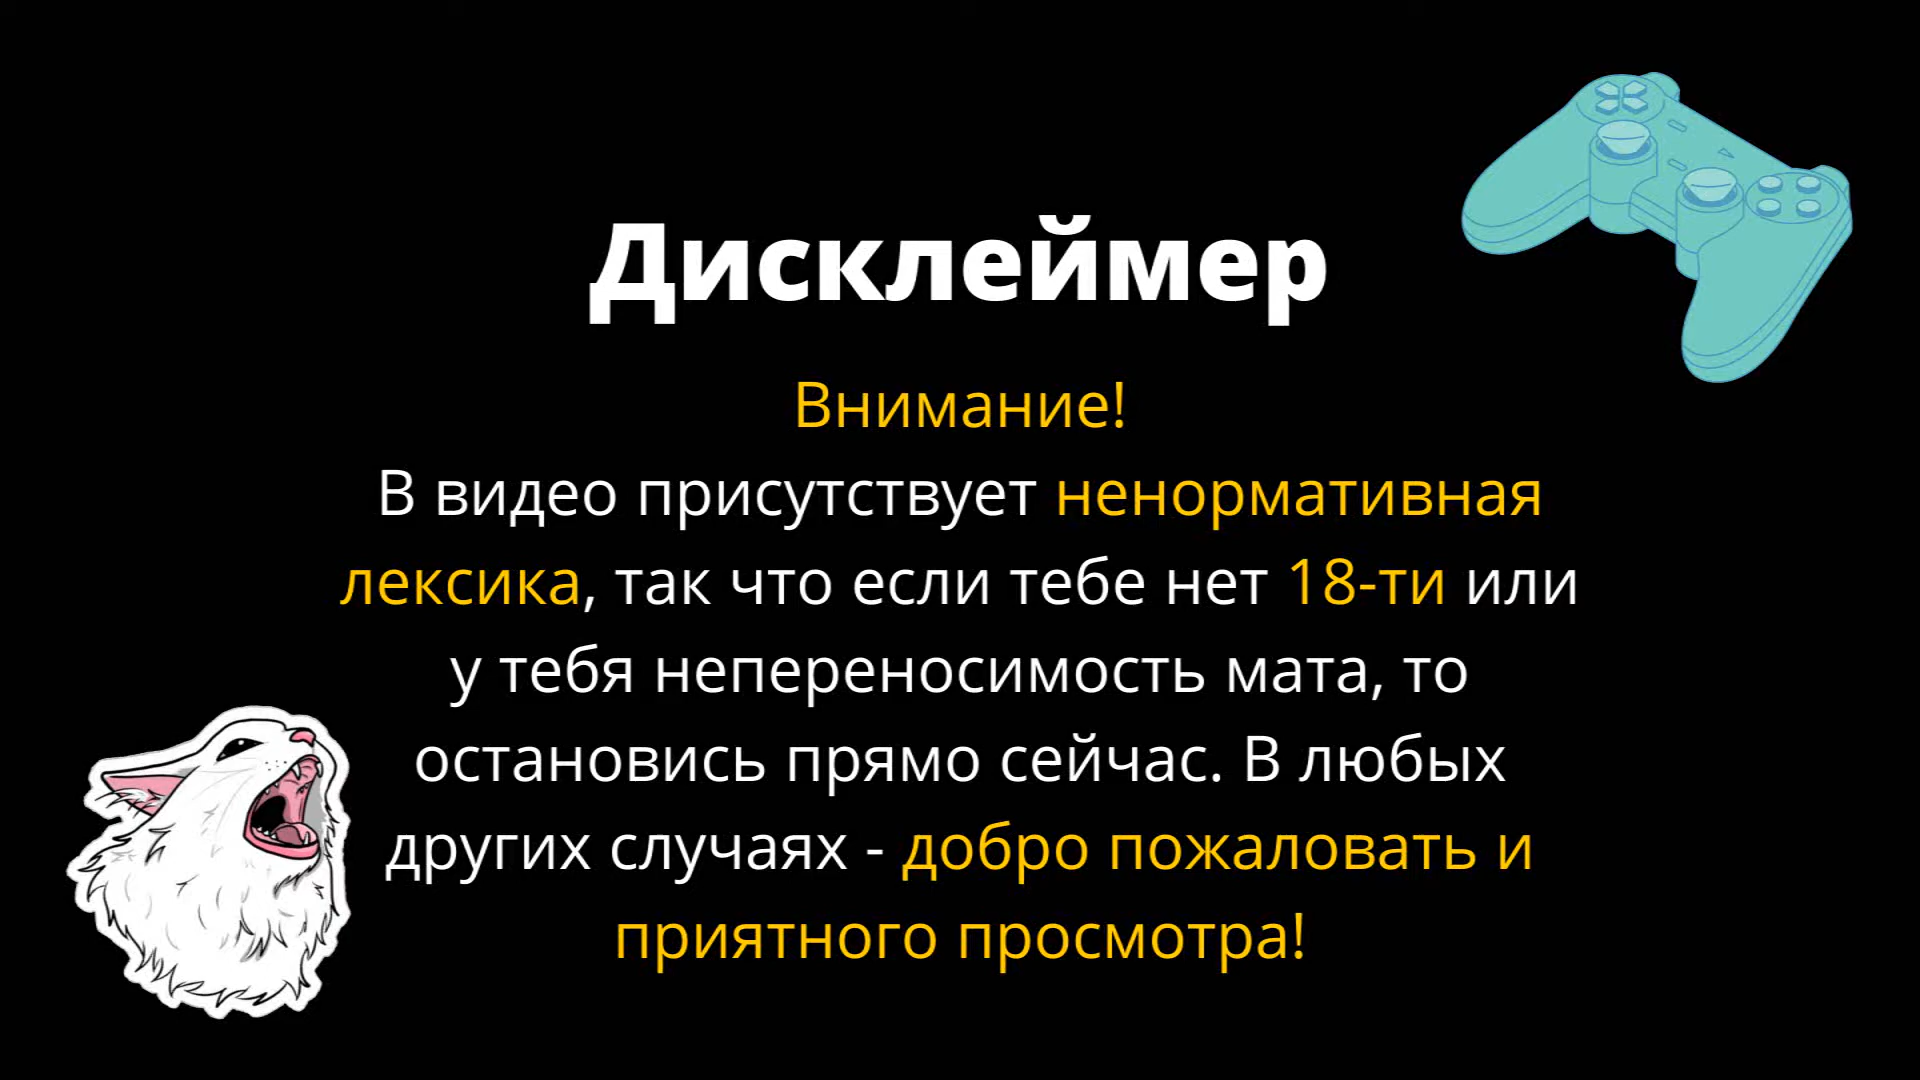 Дисклеймер
Внимание!
В видео присутствует ненормативная
лексика, так что если тебе нет 18-ти или
у тебя непереносимость мата, то
остановись прямо сейчас. В любых
других случаях - добро пожаловать и
приятного просмотра!